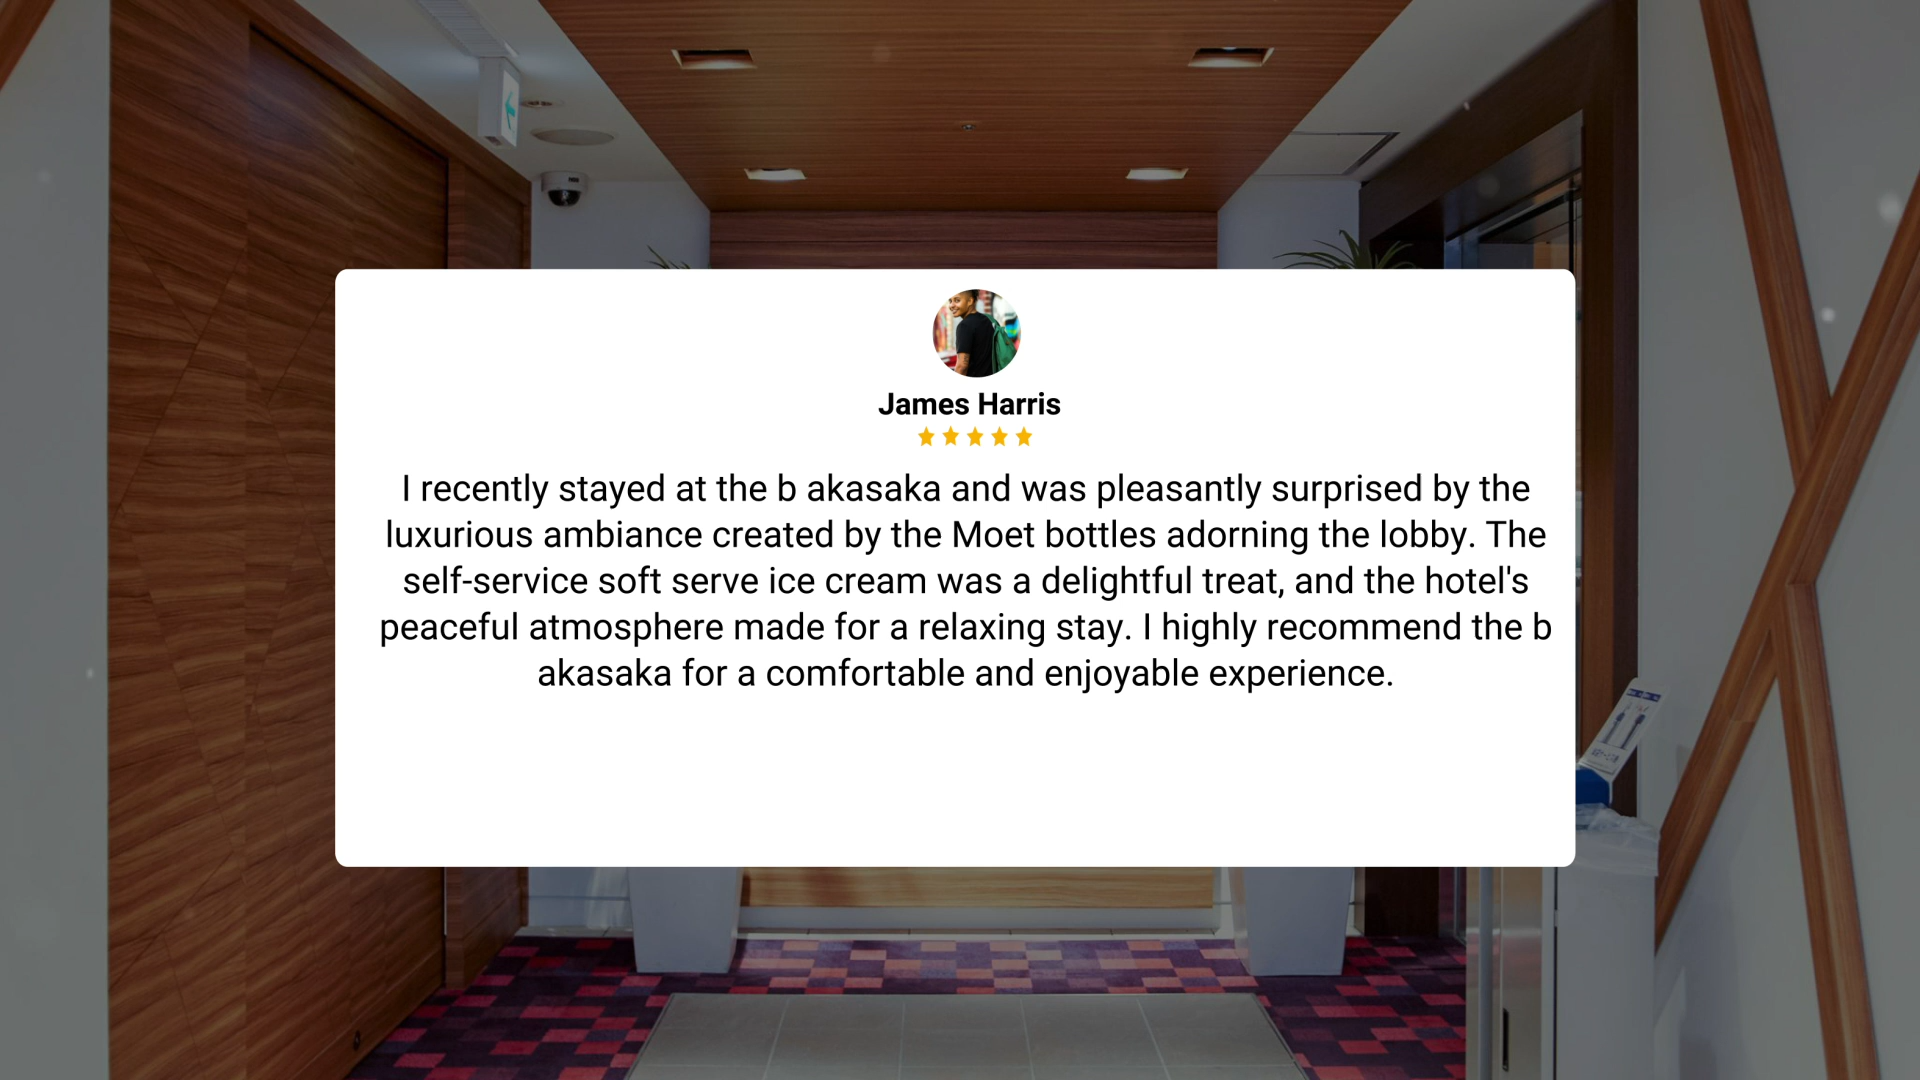 James Harris
I recently stayed at the b akasaka and was pleasantly surprised by the
luxurious ambiance created by the Moet bottles adorning the lobby. The
self-service soft serve ice cream was a delightful treat, and the hotel's
peaceful atmosphere made for a relaxing stay. I highly recommend the b
akasaka for a comfortable and enjoyable experience.